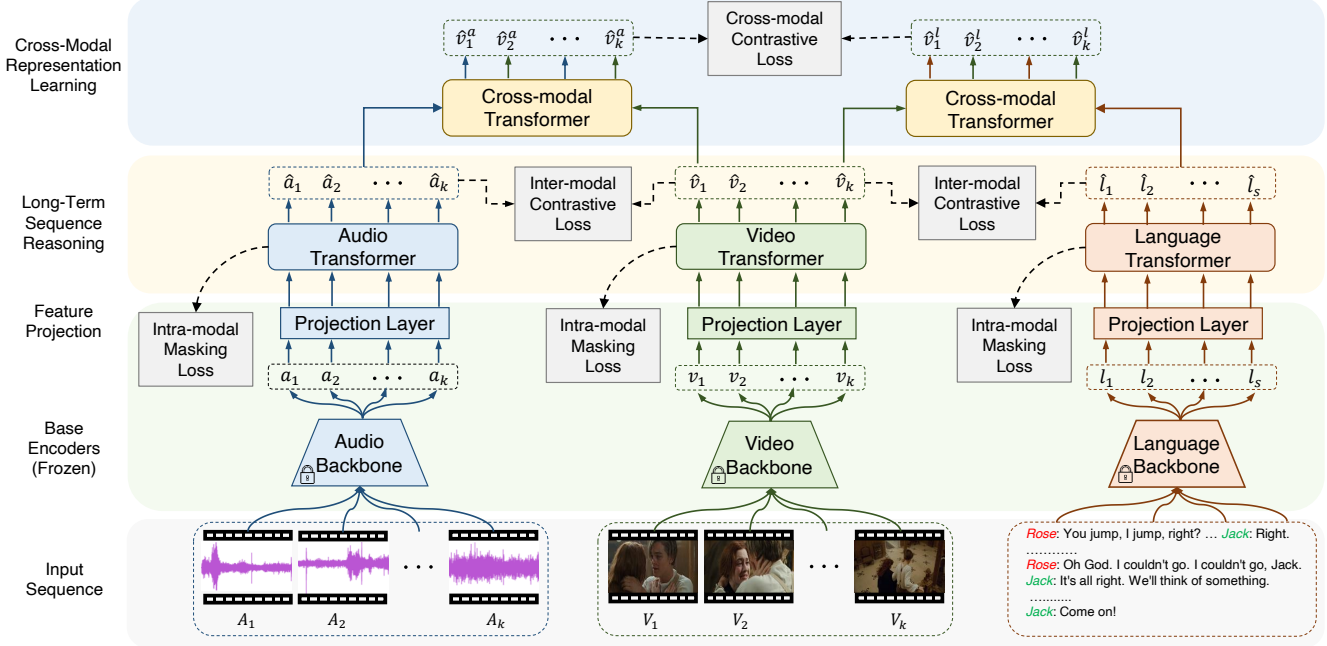 Cross-Modal
Representation
Learning
v̂₁ᵃ v̂₂ᵃ ··· v̂ₖᵃ
Cross-modal
Contrastive
Loss
v̂₁ˡ v̂₂ˡ ··· v̂ₖˡ
Cross-modal
Transformer
Cross-modal
Transformer
Long-Term
Sequence
Reasoning
â₁ â₂ ··· âₖ
Inter-modal
Contrastive
Loss
v̂₁ v̂₂ ··· v̂ₖ
Inter-modal
Contrastive
Loss
l̂₁ l̂₂ ··· l̂ₛ
Audio
Transformer
Video
Transformer
Language
Transformer
Feature
Projection
Intra-modal
Masking
Loss
Projection Layer
Intra-modal
Masking
Loss
Projection Layer
Intra-modal
Masking
Loss
Projection Layer
a₁ a₂ ··· aₖ
v₁ v₂ ··· vₖ
l₁ l₂ ··· lₛ
Base
Encoders
(Frozen)
Audio
Backbone
Video
Backbone
Language
Backbone
Input
Sequence
···
A₁ A₂ Aₖ
···
V₁ V₂ Vₖ
Rose: You jump, I jump, right? … Jack: Right.
............
Rose: Oh God. I couldn't go. I couldn't go, Jack.
Jack: It's all right. We'll think of something.
...........
Jack: Come on!